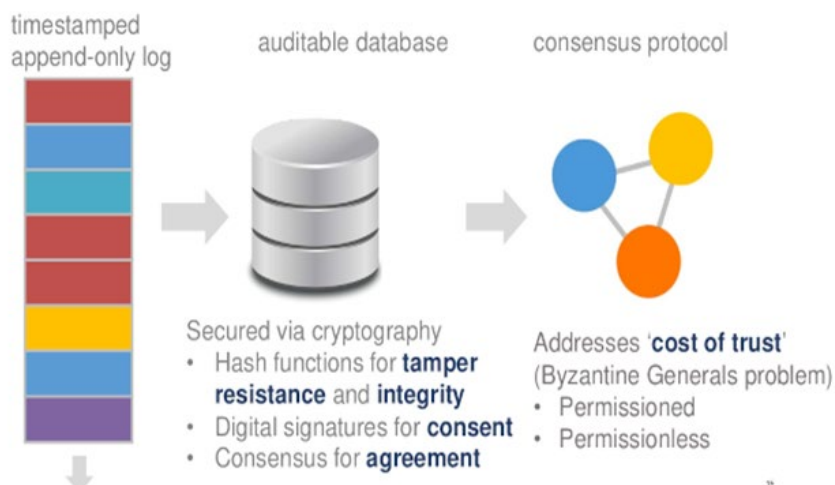 timestamped
append-only log
auditable database
consensus protocol
Secured via cryptography
• Hash functions for tamper
resistance and integrity
• Digital signatures for consent
• Consensus for agreement
Addresses ‘cost of trust’
(Byzantine Generals problem)
• Permissioned
• Permissionless